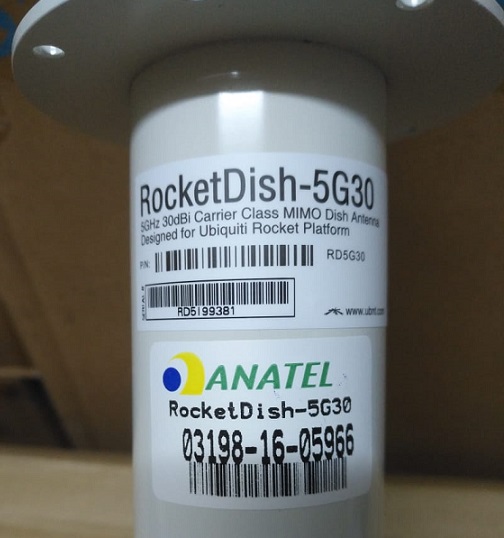 RocketDish-5G30
5GHz 30dBi Carrier Class MIMO Dish Antenna
Designed for Ubiquiti Rocket Platform
P/N:
RD5G30
SERIAL #
RD5I99381
www.ubnt.com
ANATEL
RocketDish-5G30
03198-16-05966